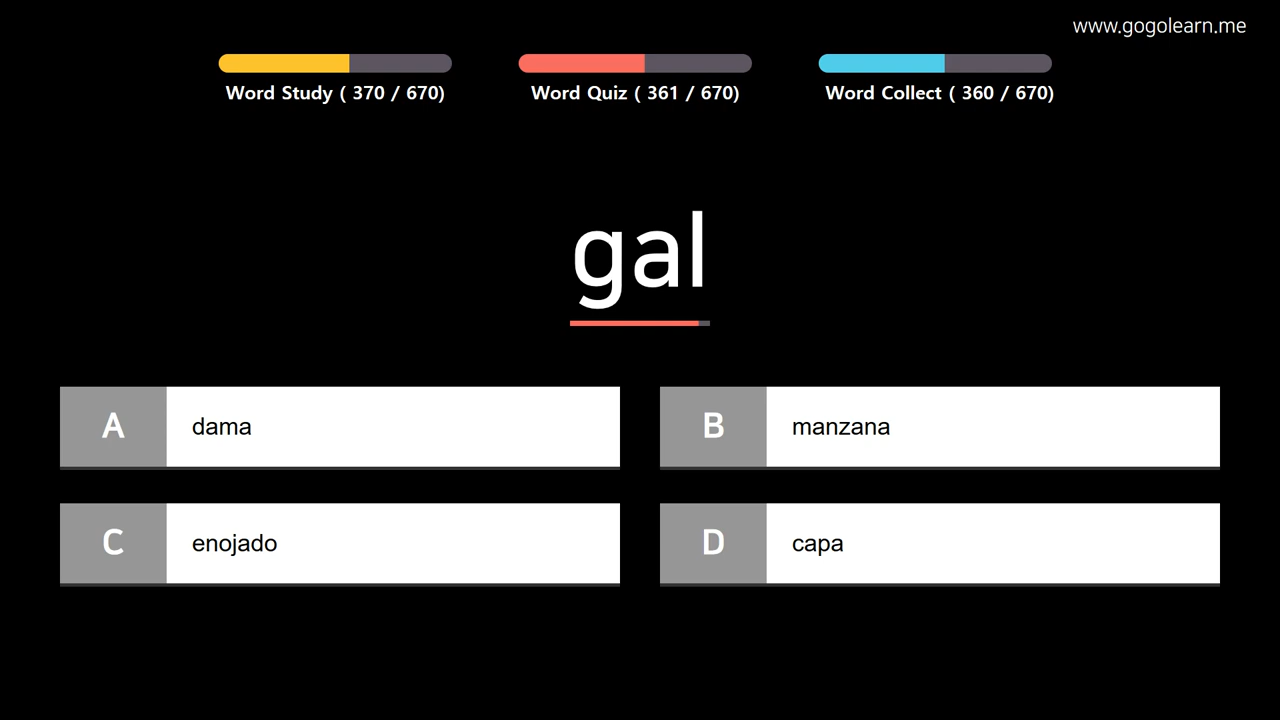 www.gogolearn.me
Word Study ( 370 / 670)
Word Quiz ( 361 / 670)
Word Collect ( 360 / 670)
gal
A dama
B manzana
C enojado
D capa